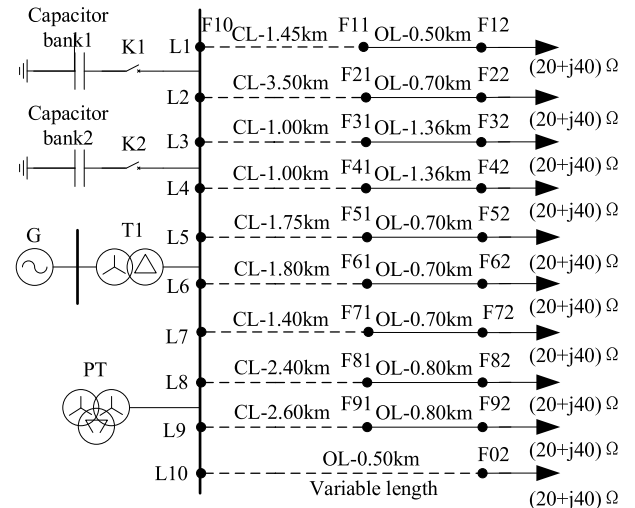 Capacitor
bank1
K1
F10
L1
CL-1.45km
F11
OL-0.50km
F12
(20+j40) Ω
L2
CL-3.50km
F21
OL-0.70km
F22
(20+j40) Ω
Capacitor
bank2
K2
L3
CL-1.00km
F31
OL-1.36km
F32
(20+j40) Ω
L4
CL-1.00km
F41
OL-1.36km
F42
(20+j40) Ω
G
T1
L5
CL-1.75km
F51
OL-0.70km
F52
(20+j40) Ω
L6
CL-1.80km
F61
OL-0.70km
F62
(20+j40) Ω
L7
CL-1.40km
F71
OL-0.70km
F72
(20+j40) Ω
PT
L8
CL-2.40km
F81
OL-0.80km
F82
(20+j40) Ω
L9
CL-2.60km
F91
OL-0.80km
F92
(20+j40) Ω
L10
OL-0.50km
F02
Variable length
(20+j40) Ω